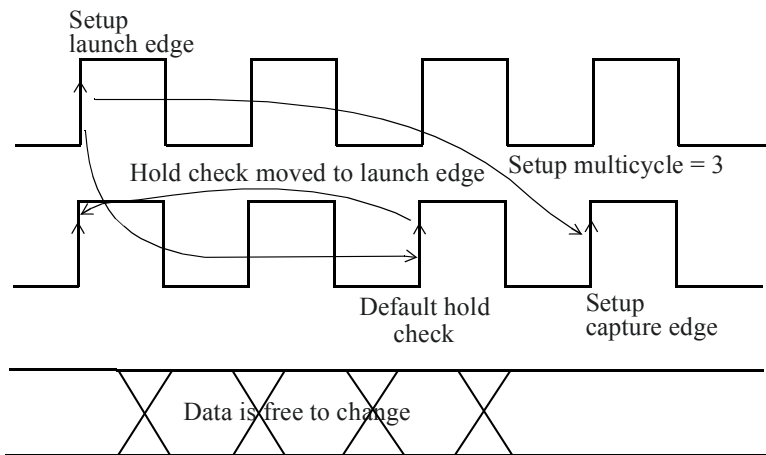 Setup
launch edge
Hold check moved to launch edge
Setup multicycle = 3
Default hold
check
Setup
capture edge
Data is free to change